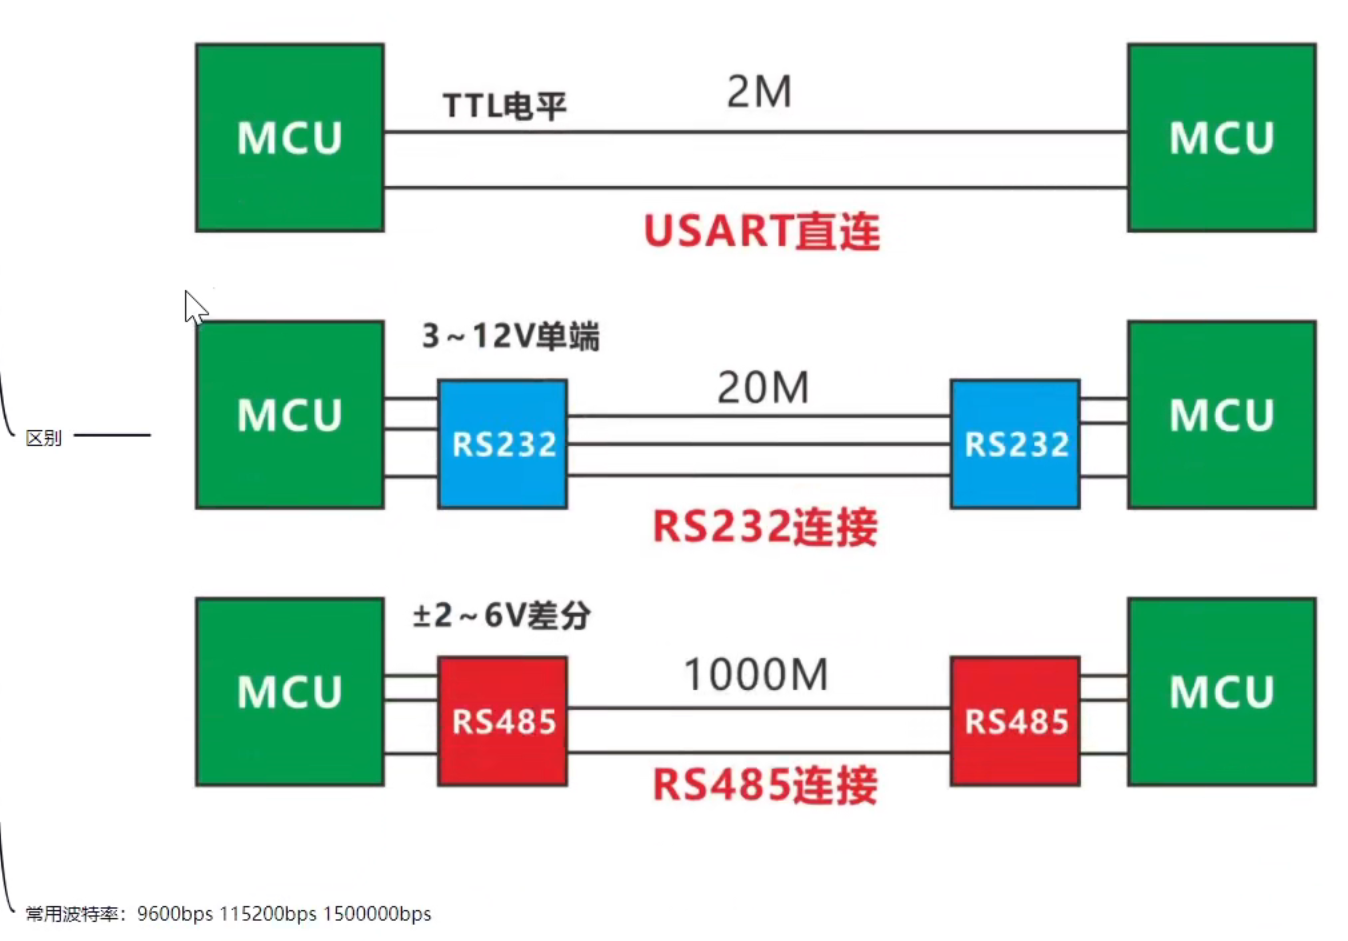 MCU
TTL电平
2M
MCU
USART直连
3~12V单端
MCU
RS232
20M
RS232
MCU
RS232连接
区别
±2~6V差分
MCU
RS485
1000M
RS485
MCU
RS485连接
常用波特率：9600bps 115200bps 1500000bps